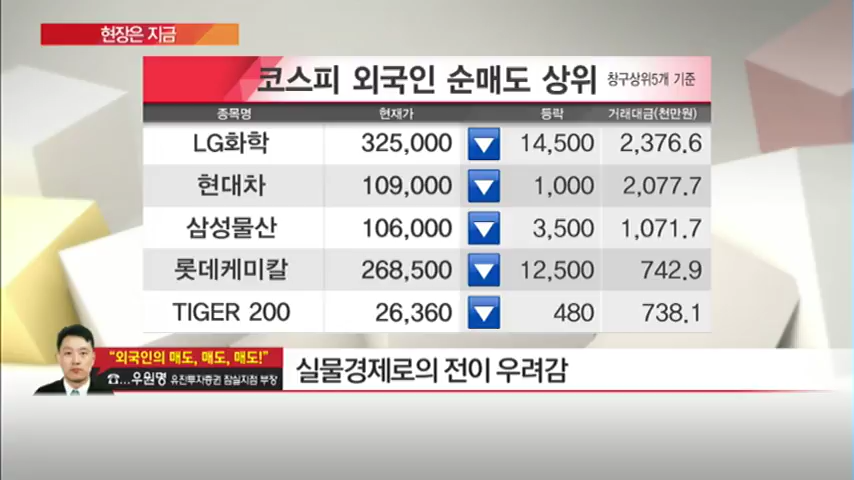 현장은 지금
코스피 외국인 순매도 상위 창구상위5개 기준
종목명 현재가 등락 거래대금(천만원)
LG화학 325,000 ▼ 14,500 2,376.6
현대차 109,000 ▼ 1,000 2,077.7
삼성물산 106,000 ▼ 3,500 1,071.7
롯데케미칼 268,500 ▼ 12,500 742.9
TIGER 200 26,360 ▼ 480 738.1
"외국인의 매도, 매도, 매도!"
☎...우원명 유진투자증권 잠실지점 부장
실물경제로의 전이 우려감